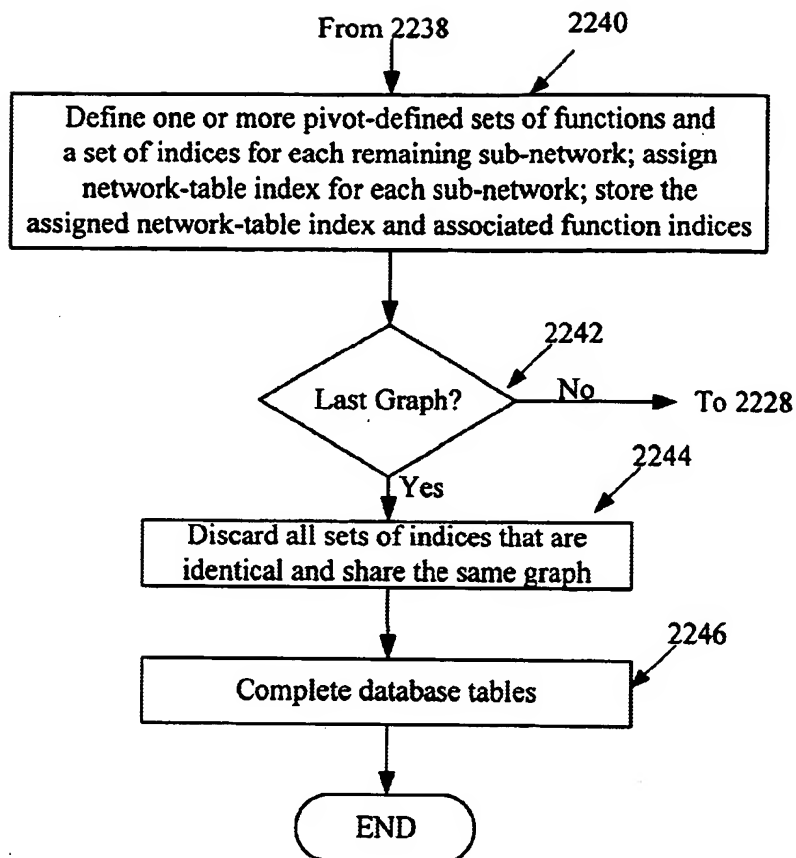 From 2238
2240
Define one or more pivot-defined sets of functions and
a set of indices for each remaining sub-network; assign
network-table index for each sub-network; store the
assigned network-table index and associated function indices
2242
Last Graph?
No
To 2228
Yes
2244
Discard all sets of indices that are
identical and share the same graph
2246
Complete database tables
END